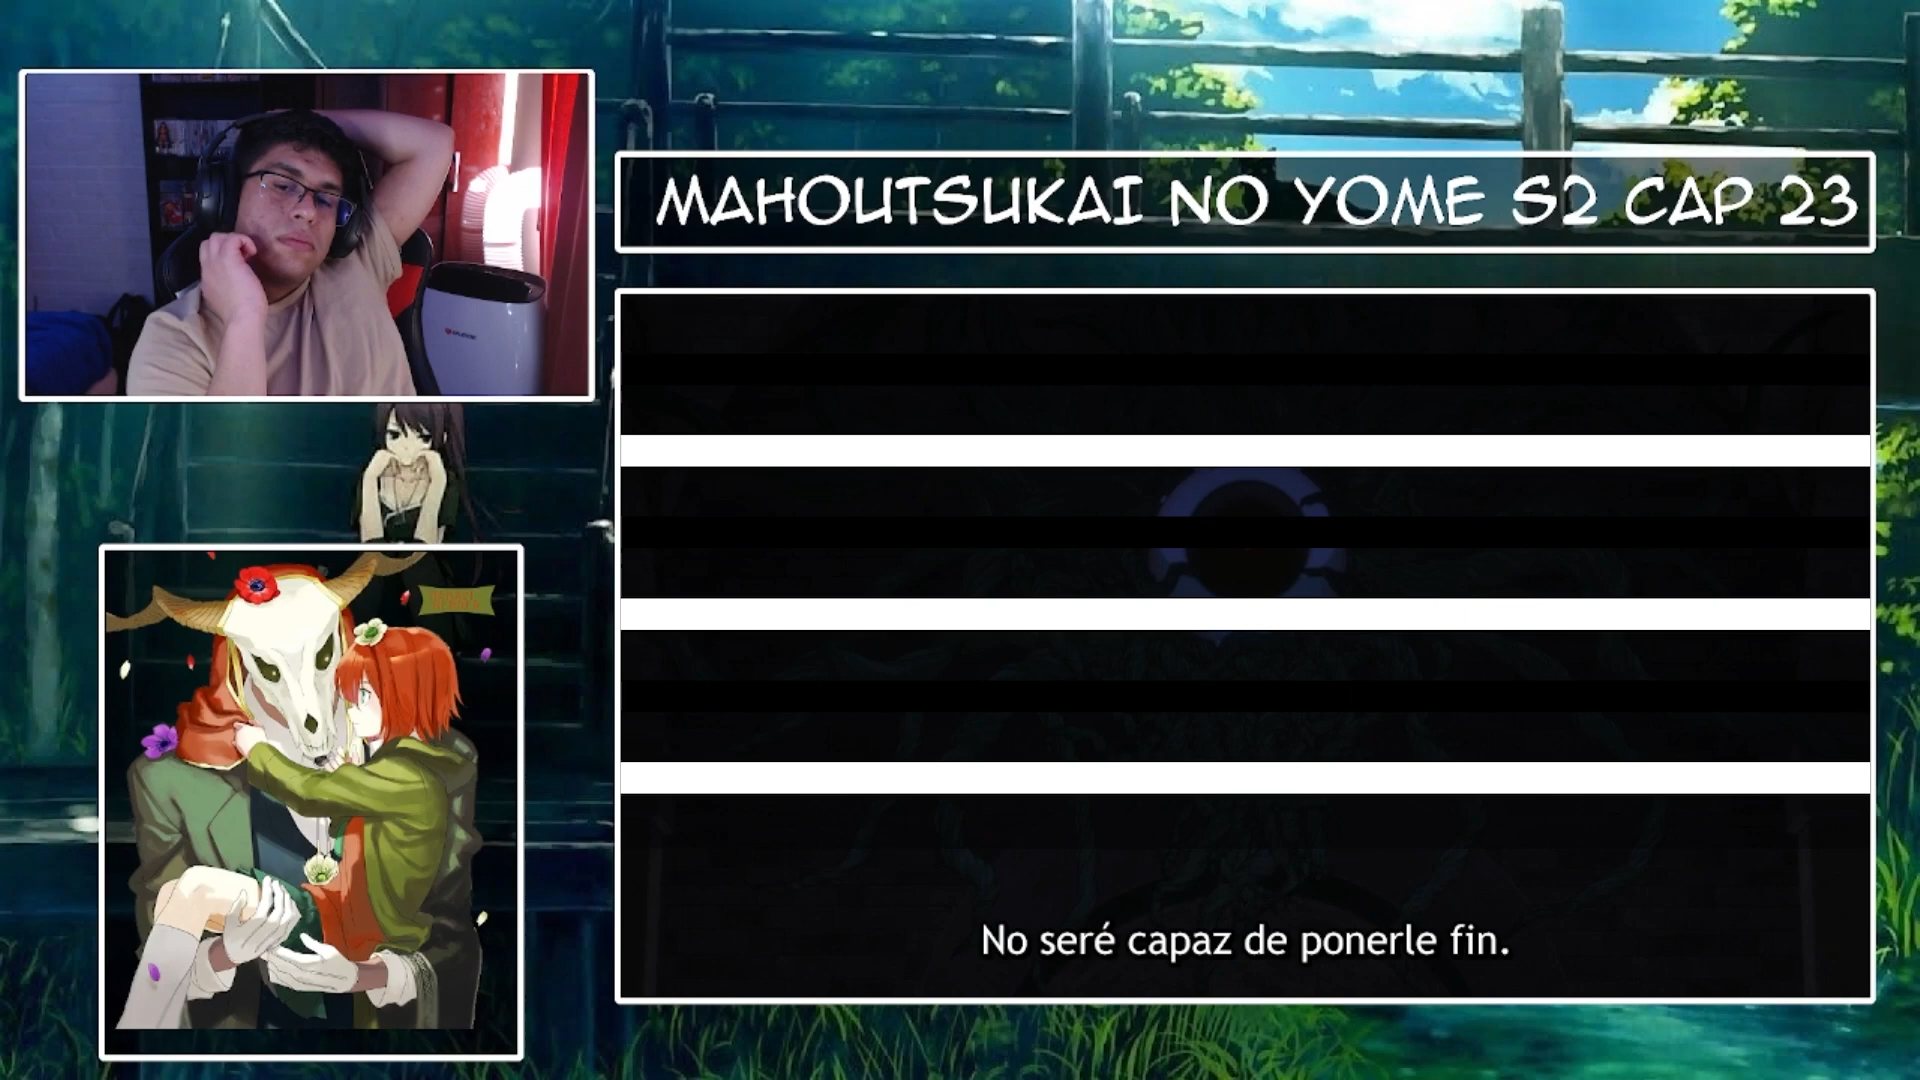 MAHOUTSUKAI NO YOME S2 CAP 23
No seré capaz de ponerle fin.